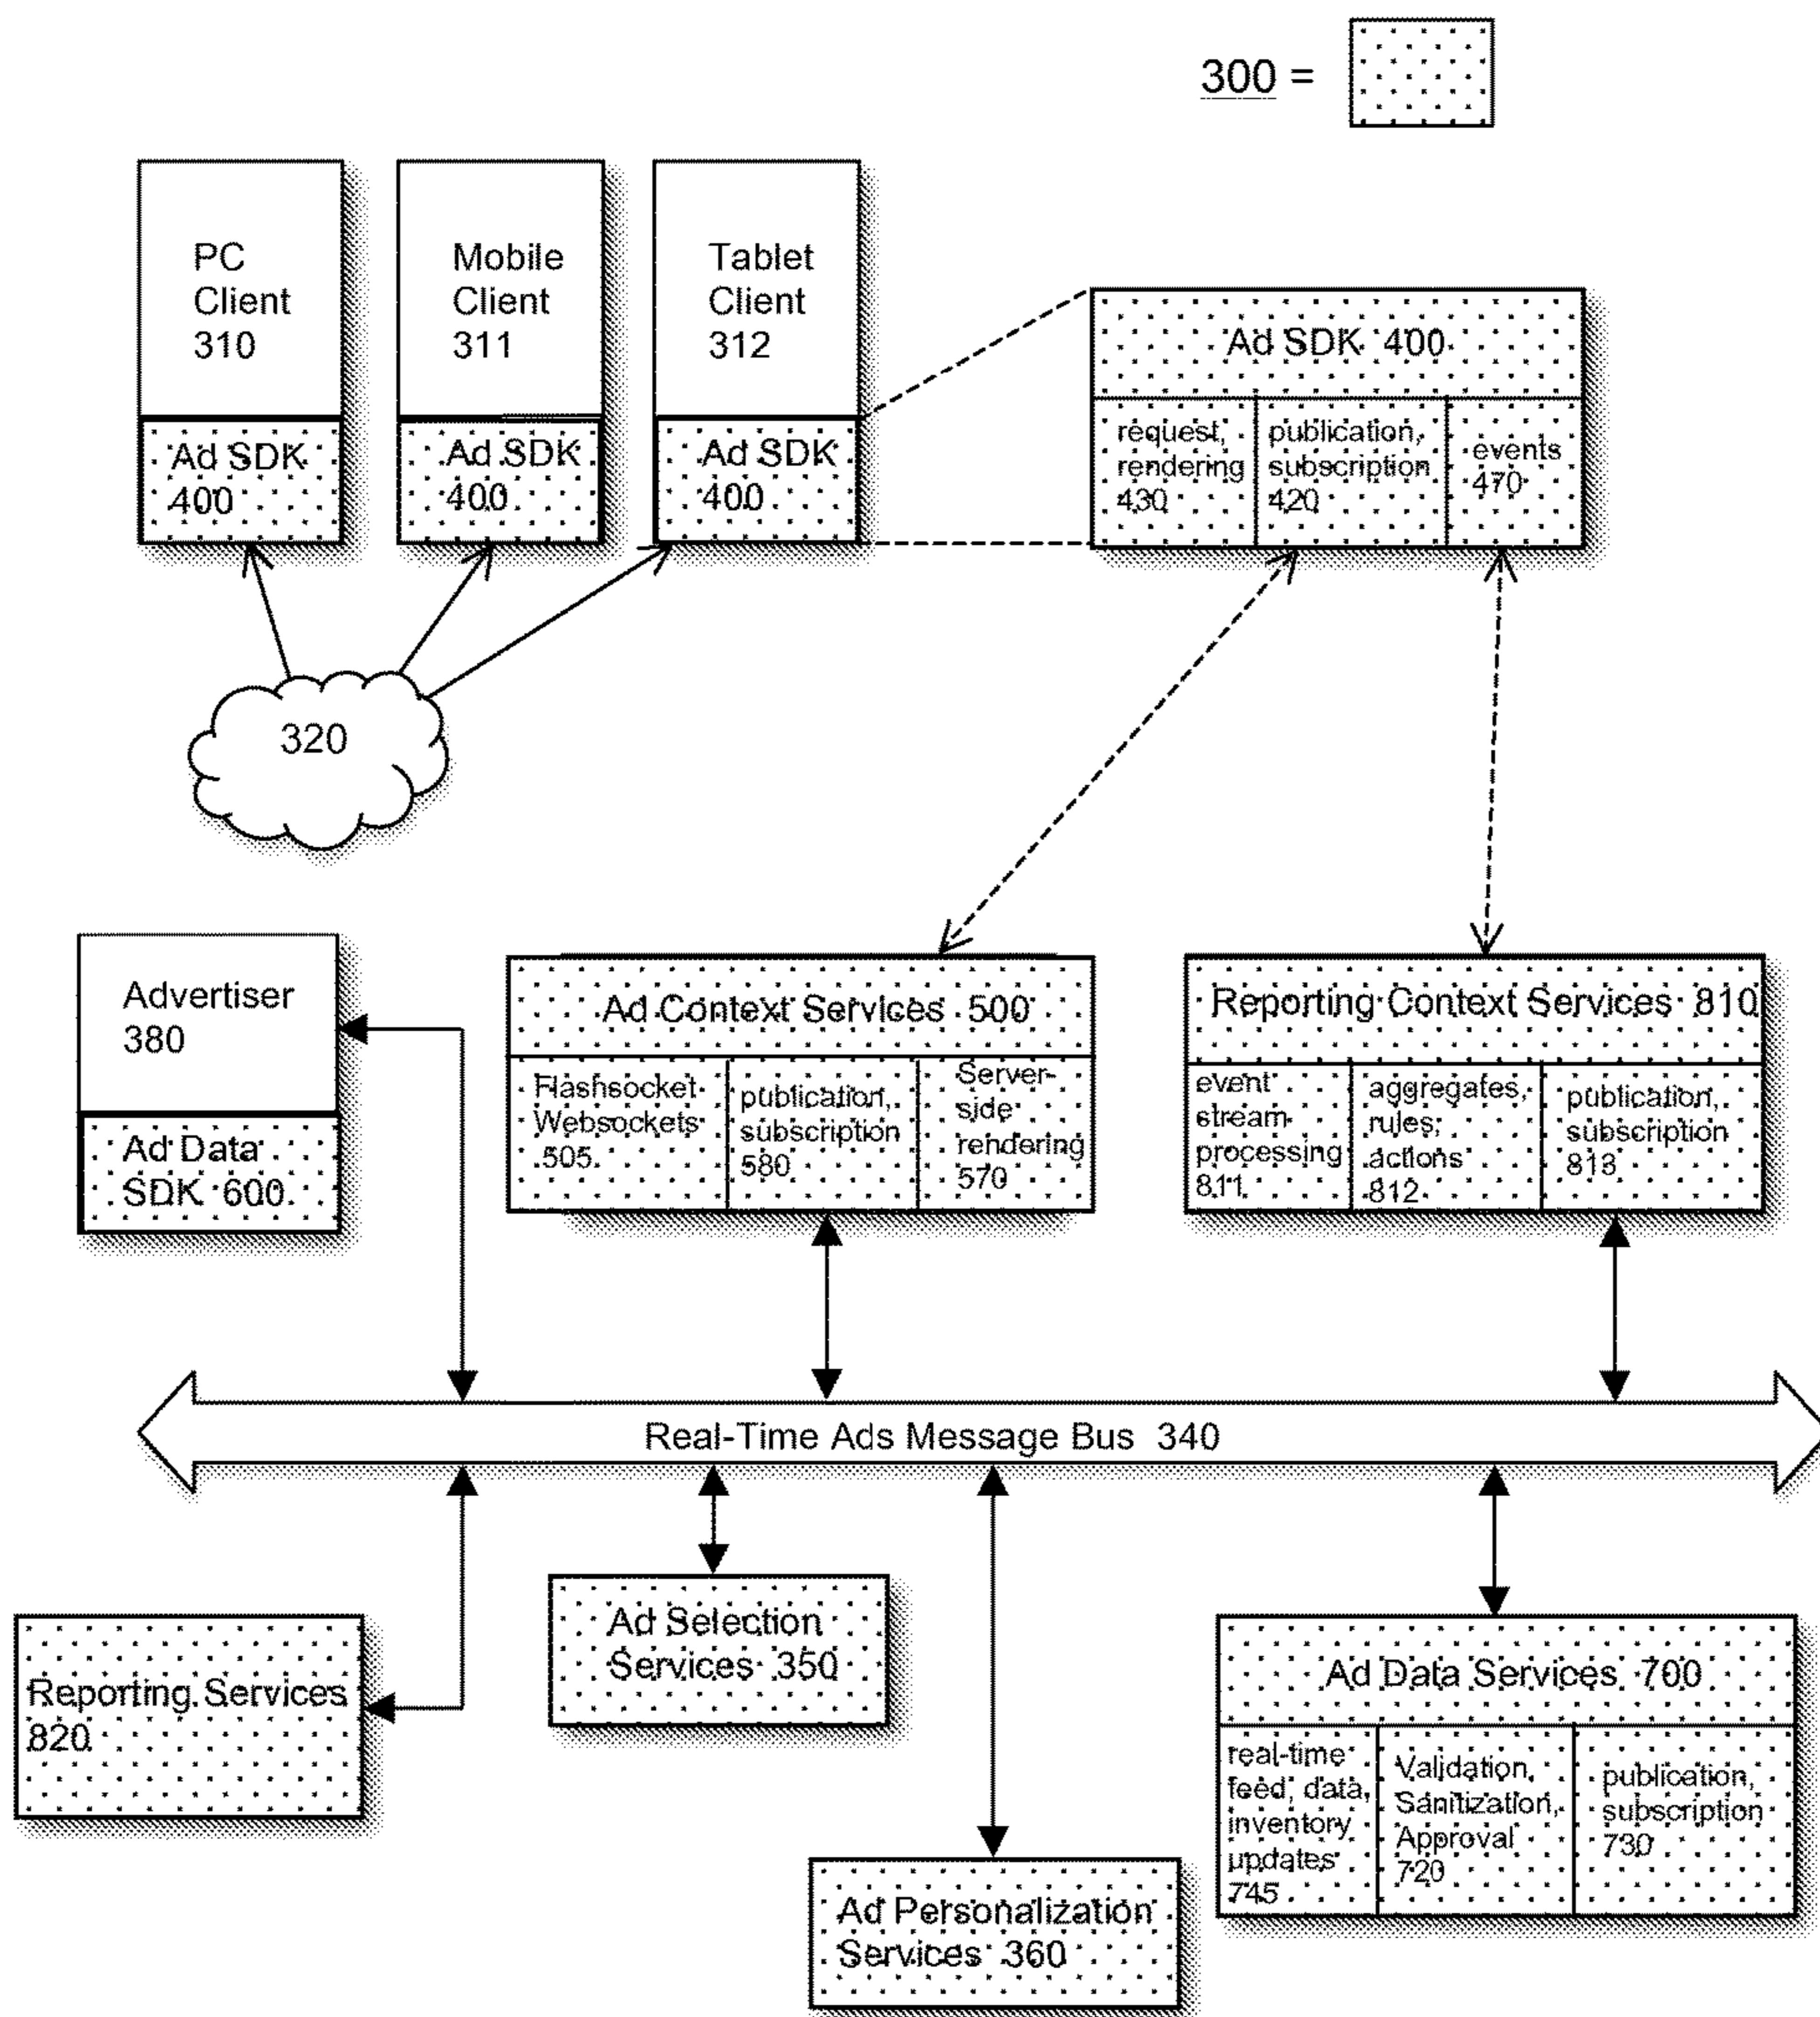 300 =
PC
Client
310
Mobile
Client
311
Tablet
Client
312
Ad SDK
400
Ad SDK
400
Ad SDK
400
Ad SDK 400
request,
rendering
430
publication,
subscription
420
events
470
320
Advertiser
380
Ad Data
SDK 600
Ad Context Services 500
Flashsocket
Websockets
505
publication,
subscription
580
Server-
side
rendering
570
Reporting Context Services 810
event
stream
processing
811
aggregates,
rules,
actions
812
publication,
subscription
813
Real-Time Ads Message Bus 340
Reporting Services
820
Ad Selection
Services 350
Ad Personalization
Services 360
Ad Data Services 700
real-time
feed, data,
inventory
updates
745
Validation,
Sanitization,
Approval
720
publication,
subscription
730